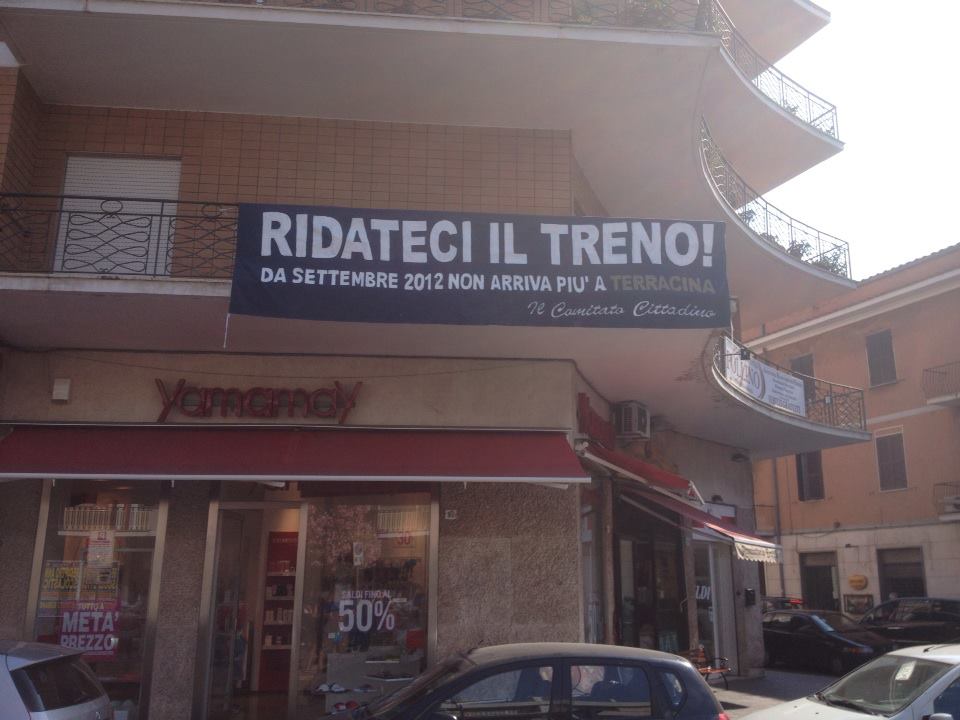 RIDATECI IL TRENO!
DA SETTEMBRE 2012 NON ARRIVA PIU' A TERRACINA
Il Comitato Cittadino
yamamay
TUTTO A
META'
PREZZO
SALDI FINO AL
50%